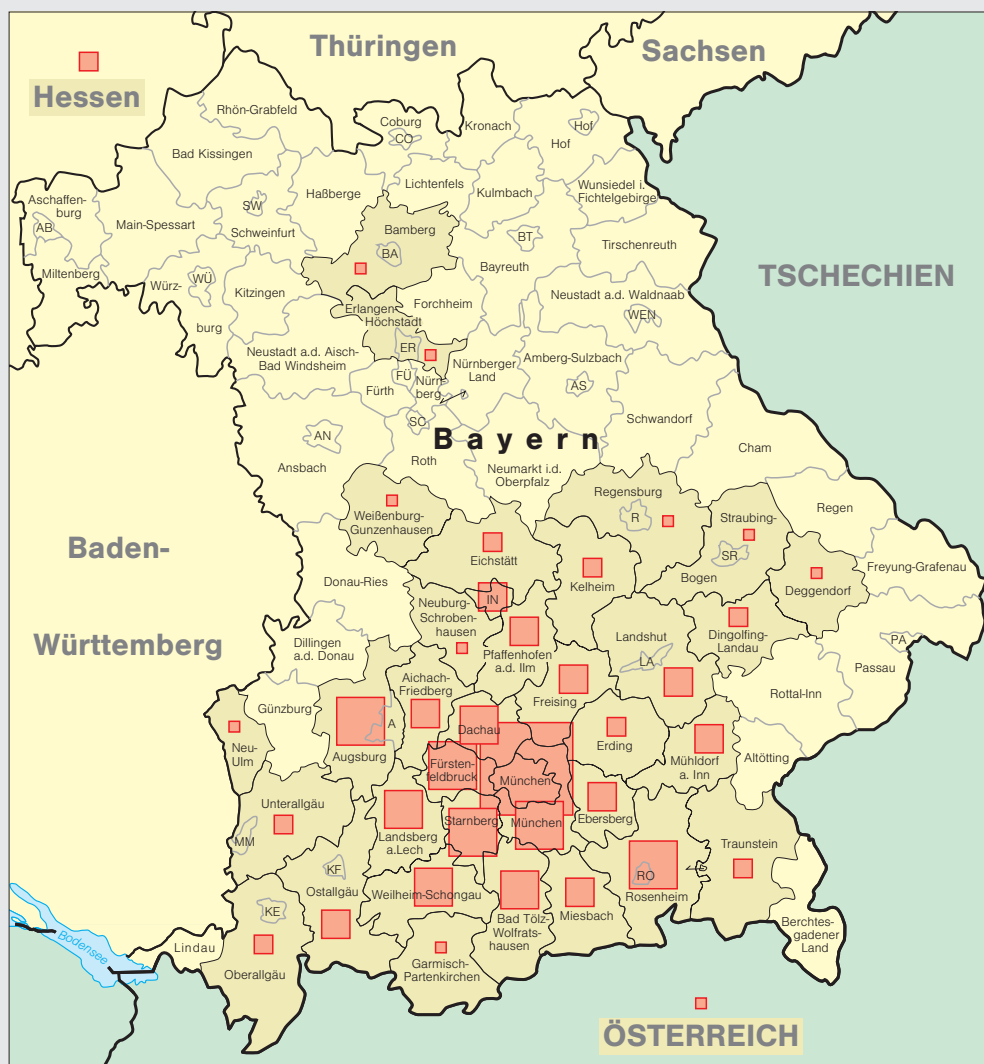 Thüringen
Sachsen
Hessen
Rhön-Grabfeld
Coburg
CO
Kronach
Hof
Hof
Bad Kissingen
Lichtenfels
Kulmbach
Wunsiedel i.
Fichtelgebirge
Haßberge
Aschaffen-
burg
AB
Main-Spessart
SW
Schweinfurt
Bamberg
BA
BT
Tirschenreuth
Bayreuth
Miltenberg
Würz-
burg
WÜ
Kitzingen
TSCHECHIEN
Forchheim
Neustadt a.d. Waldnaab
WEN
Erlangen-
Höchstadt
ER
Neustadt a.d. Aisch-
Bad Windsheim
FÜ
Fürth
Nürn-
berg
Nürnberger
Land
Amberg-Sulzbach
AS
SC
Schwandorf
AN
Ansbach
Bayern
Roth
Neumarkt i.d.
Oberpfalz
Cham
Regensburg
R
Weißenburg-
Gunzenhausen
Straubing-
SR
Bogen
Regen
Baden-
Württemberg
Eichstätt
Kelheim
Freyung-Grafenau
Deggendorf
Donau-Ries
IN
Neuburg-
Schroben-
hausen
Dillingen
a.d. Donau
Pfaffenhofen
a.d. Ilm
Landshut
LA
Dingolfing-
Landau
PA
Passau
Aichach-
Friedberg
Freising
Rottal-Inn
Günzburg
A
Augsburg
Dachau
Erding
Neu-
Ulm
Mühldorf
a. Inn
Altötting
Fürsten-
feldbruck
München
Unterallgäu
MM
Landsberg
a.Lech
Starnberg
München
Ebersberg
Traunstein
KF
Ostallgäu
Weilheim-Schongau
RO
Rosenheim
KE
Bad Tölz-
Wolfrats-
hausen
Miesbach
Berchtes-
gadener
Land
Bodensee
Lindau
Oberallgäu
Garmisch-
Partenkirchen
ÖSTERREICH